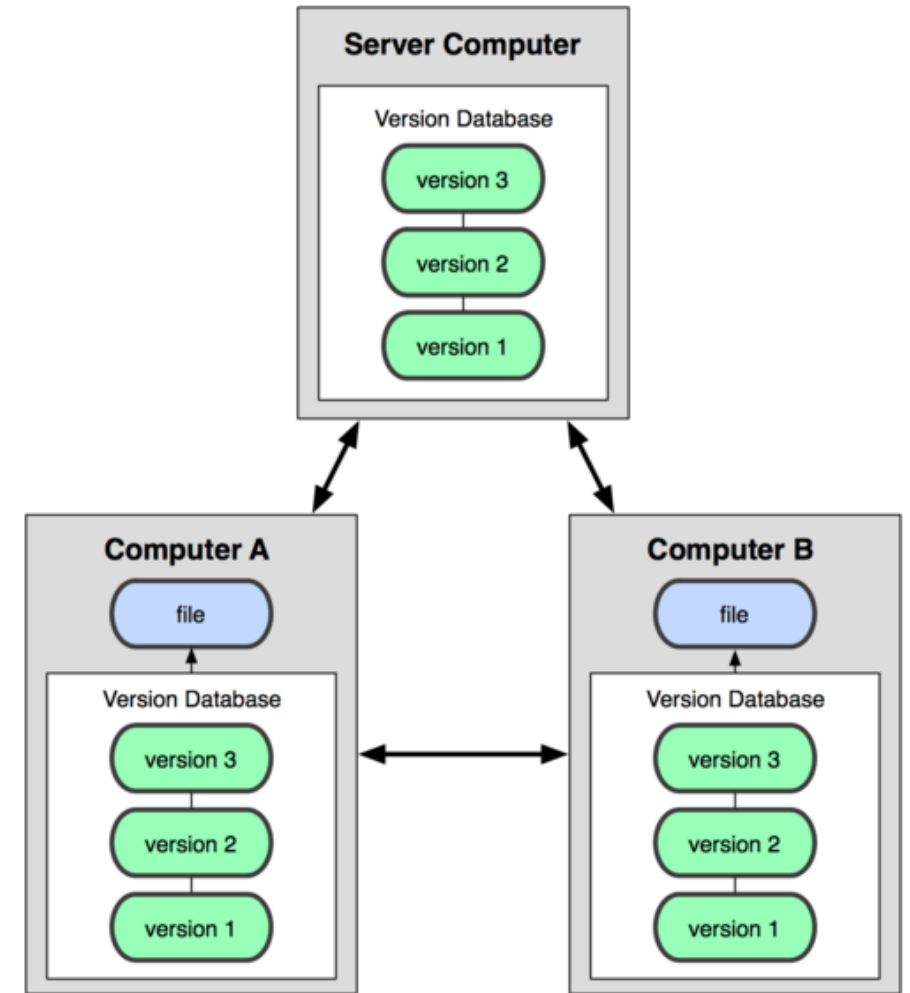 Server Computer
Version Database
version 3
version 2
version 1
Computer A
file
Version Database
version 3
version 2
version 1
Computer B
file
Version Database
version 3
version 2
version 1